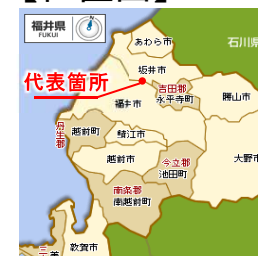 福井県
FUKUI
石川県
あわら市
坂井市
代表箇所
吉田郡
永平寺町
勝山市
福井市
丹生郡
越前町
鯖江市
大野市
越前市
今立郡
池田町
南条郡
南越前町
敦賀市
三
美